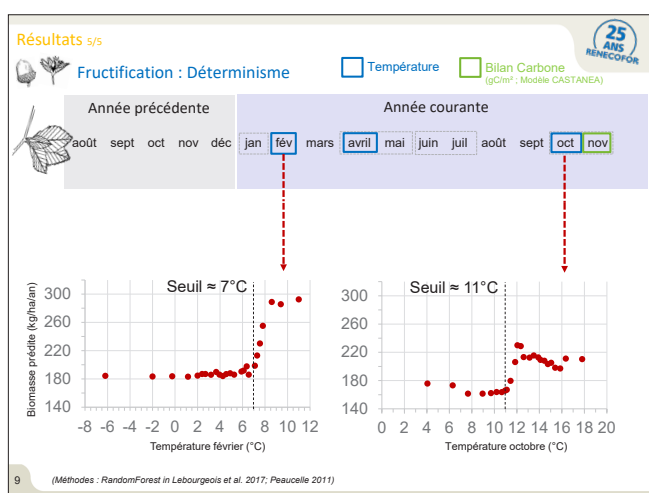 Résultats 5/5
25
ANS
RENECOFOR
Fructification : Déterminisme
Température
Bilan Carbone
(gC/m² ; Modèle CASTANEA)
Année précédente
Année courante
août sept oct nov déc jan fév mars avril mai juin juil août sept oct nov
Seuil ≈ 7°C
Biomasse prédite (kg/ha/an)
300
260
220
180
140
-8 -6 -4 -2 0 2 4 6 8 10 12
Température février (°C)
Seuil ≈ 11°C
300
260
220
180
140
0 2 4 6 8 10 12 14 16 18 20
Température octobre (°C)
9
(Méthodes : RandomForest in Lebourgeois et al. 2017; Peaucelle 2011)